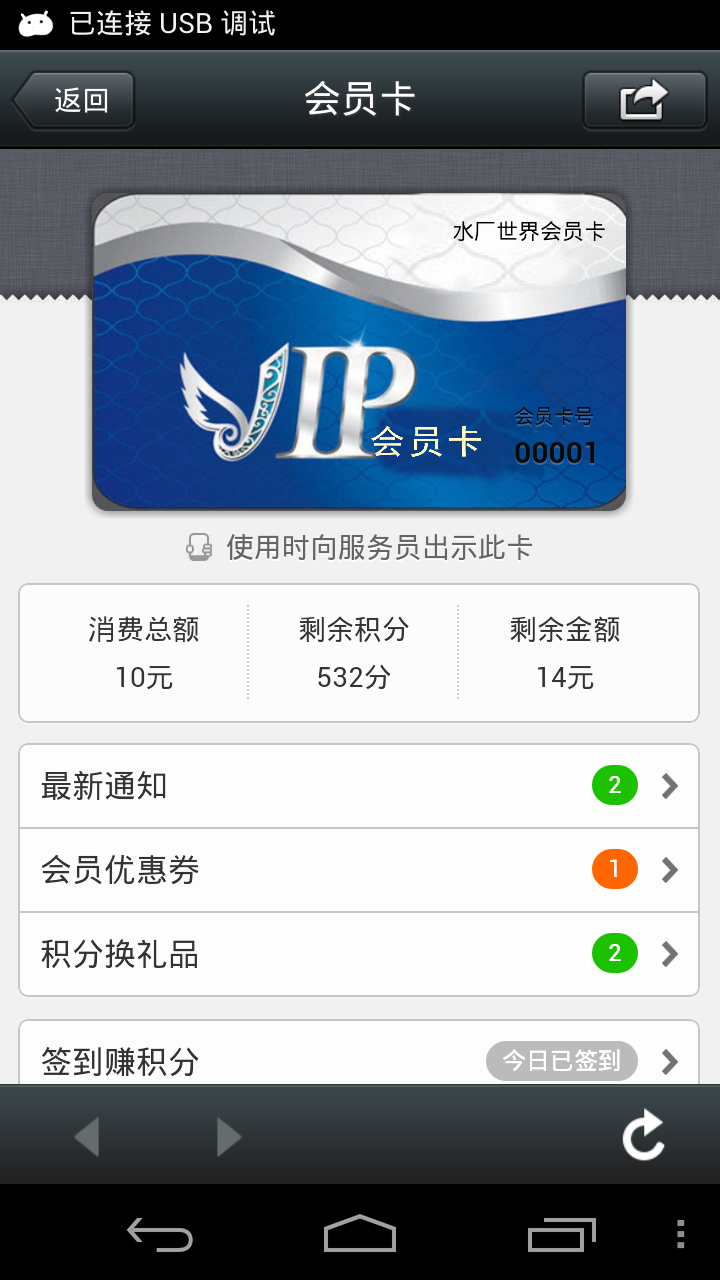 已连接 USB 调试
返回
会员卡
水厂世界会员卡
VIP
会员卡
会员卡号
00001
使用时向服务员出示此卡
消费总额
10元
剩余积分
532分
剩余金额
14元
最新通知 2
会员优惠券 1
积分换礼品 2
签到赚积分 今日已签到